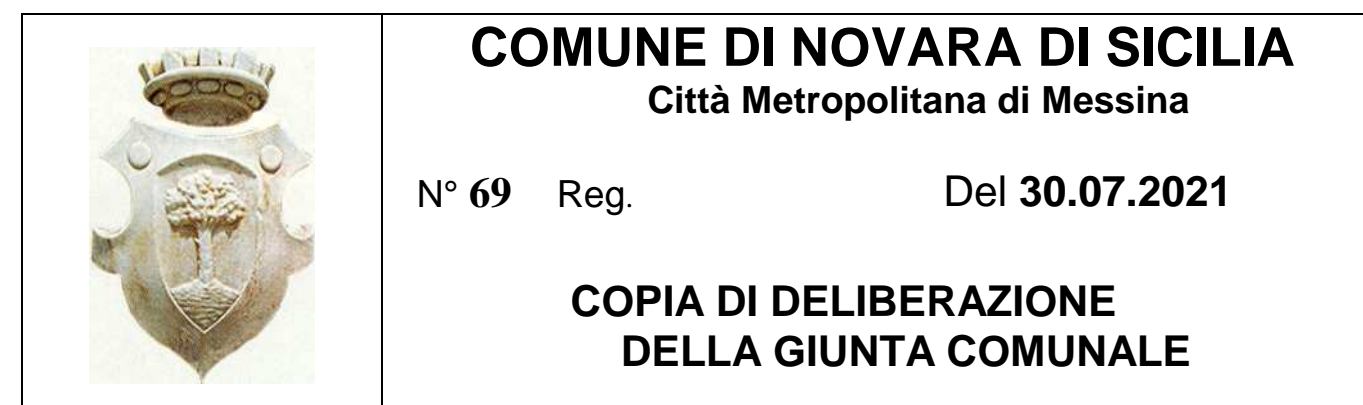 COMUNE DI NOVARA DI SICILIA
Città Metropolitana di Messina
N° 69 Reg. Del 30.07.2021
COPIA DI DELIBERAZIONE
DELLA GIUNTA COMUNALE